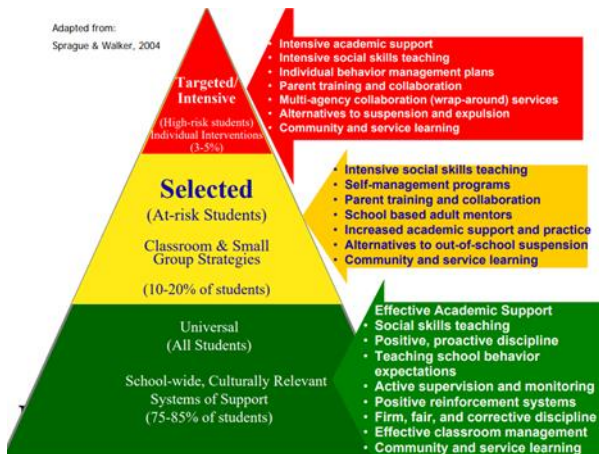 Adapted from:
Sprague & Walker, 2004
Targeted/
Intensive
(High-risk students)
Individual Interventions
(3-5%)
• Intensive academic support
• Intensive social skills teaching
• Individual behavior management plans
• Parent training and collaboration
• Multi-agency collaboration (wrap-around) services
• Alternatives to suspension and expulsion
• Community and service learning
Selected
(At-risk Students)
Classroom & Small
Group Strategies
(10-20% of students)
• Intensive social skills teaching
• Self-management programs
• Parent training and collaboration
• School based adult mentors
• Increased academic support and practice
• Alternatives to out-of-school suspension
• Community and service learning
Universal
(All Students)
School-wide, Culturally Relevant
Systems of Support
(75-85% of students)
Effective Academic Support
• Social skills teaching
• Positive, proactive discipline
• Teaching school behavior
expectations
• Active supervision and monitoring
• Positive reinforcement systems
• Firm, fair, and corrective discipline
• Effective classroom management
• Community and service learning